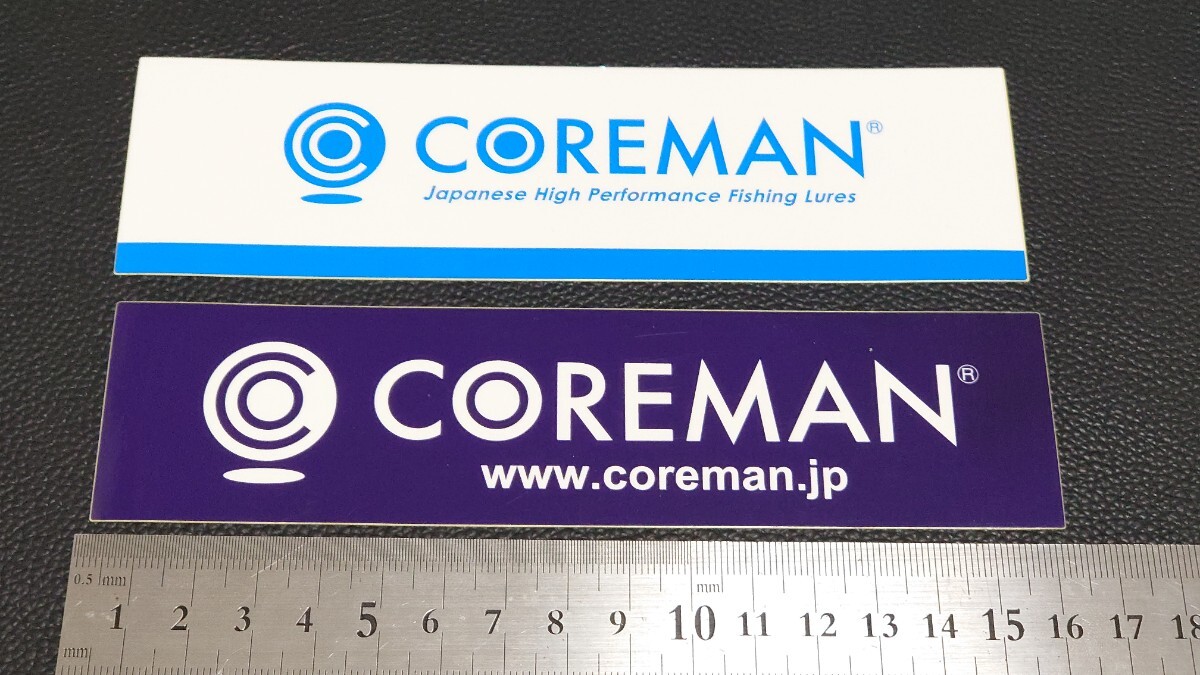 COREMAN®
Japanese High Performance Fishing Lures
COREMAN®
www.coreman.jp
0.5 mm
mm
1 2 3 4 5 6 7 8 9 10 11 12 13 14 15 16 17 18
mm